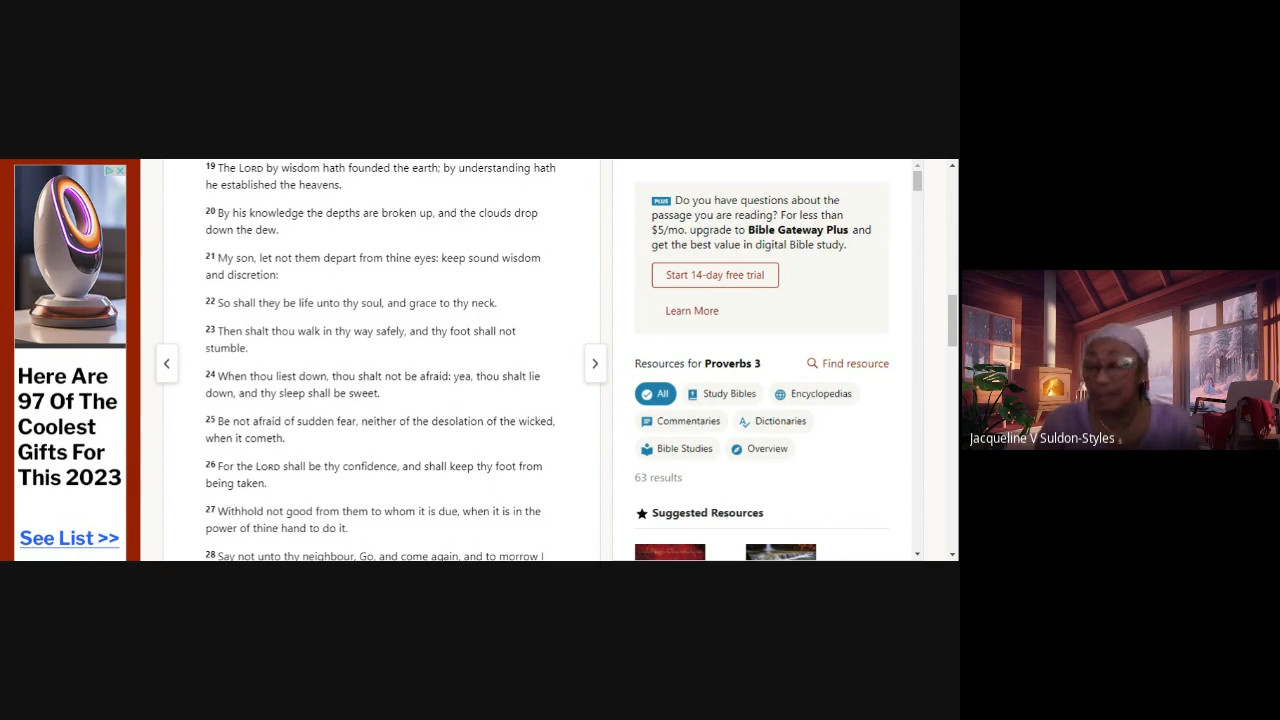 Here Are
97 Of The
Coolest
Gifts For
This 2023
See List >>
19 The LORD by wisdom hath founded the earth; by understanding hath
he established the heavens.
20 By his knowledge the depths are broken up, and the clouds drop
down the dew.
21 My son, let not them depart from thine eyes: keep sound wisdom
and discretion:
22 So shall they be life unto thy soul, and grace to thy neck.
23 Then shalt thou walk in thy way safely, and thy foot shall not
stumble.
24 When thou liest down, thou shalt not be afraid: yea, thou shalt lie
down, and thy sleep shall be sweet.
25 Be not afraid of sudden fear, neither of the desolation of the wicked,
when it cometh.
26 For the LORD shall be thy confidence, and shall keep thy foot from
being taken.
27 Withhold not good from them to whom it is due, when it is in the
power of thine hand to do it.
28 Say not unto thy neighbour, Go, and come again, and to morrow I
PLUS Do you have questions about the
passage you are reading? For less than
$5/mo. upgrade to Bible Gateway Plus and
get the best value in digital Bible study.
Start 14-day free trial
Learn More
Resources for Proverbs 3 Find resource
All Study Bibles Encyclopedias
Commentaries Dictionaries
Bible Studies Overview
63 results
Suggested Resources
Jacqueline V Suldon-Styles